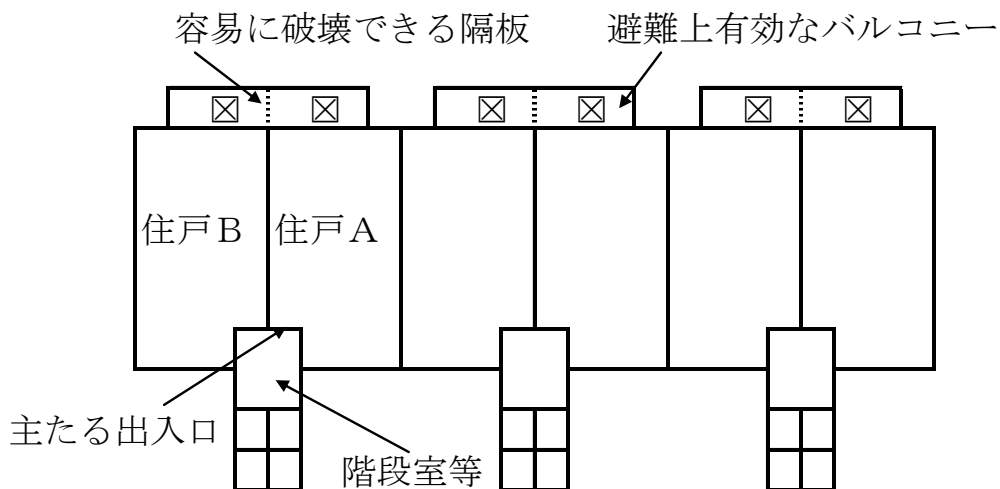 容易に破壊できる隔板
避難上有効なバルコニー
住戸Ｂ
住戸Ａ
主たる出入口
階段室等